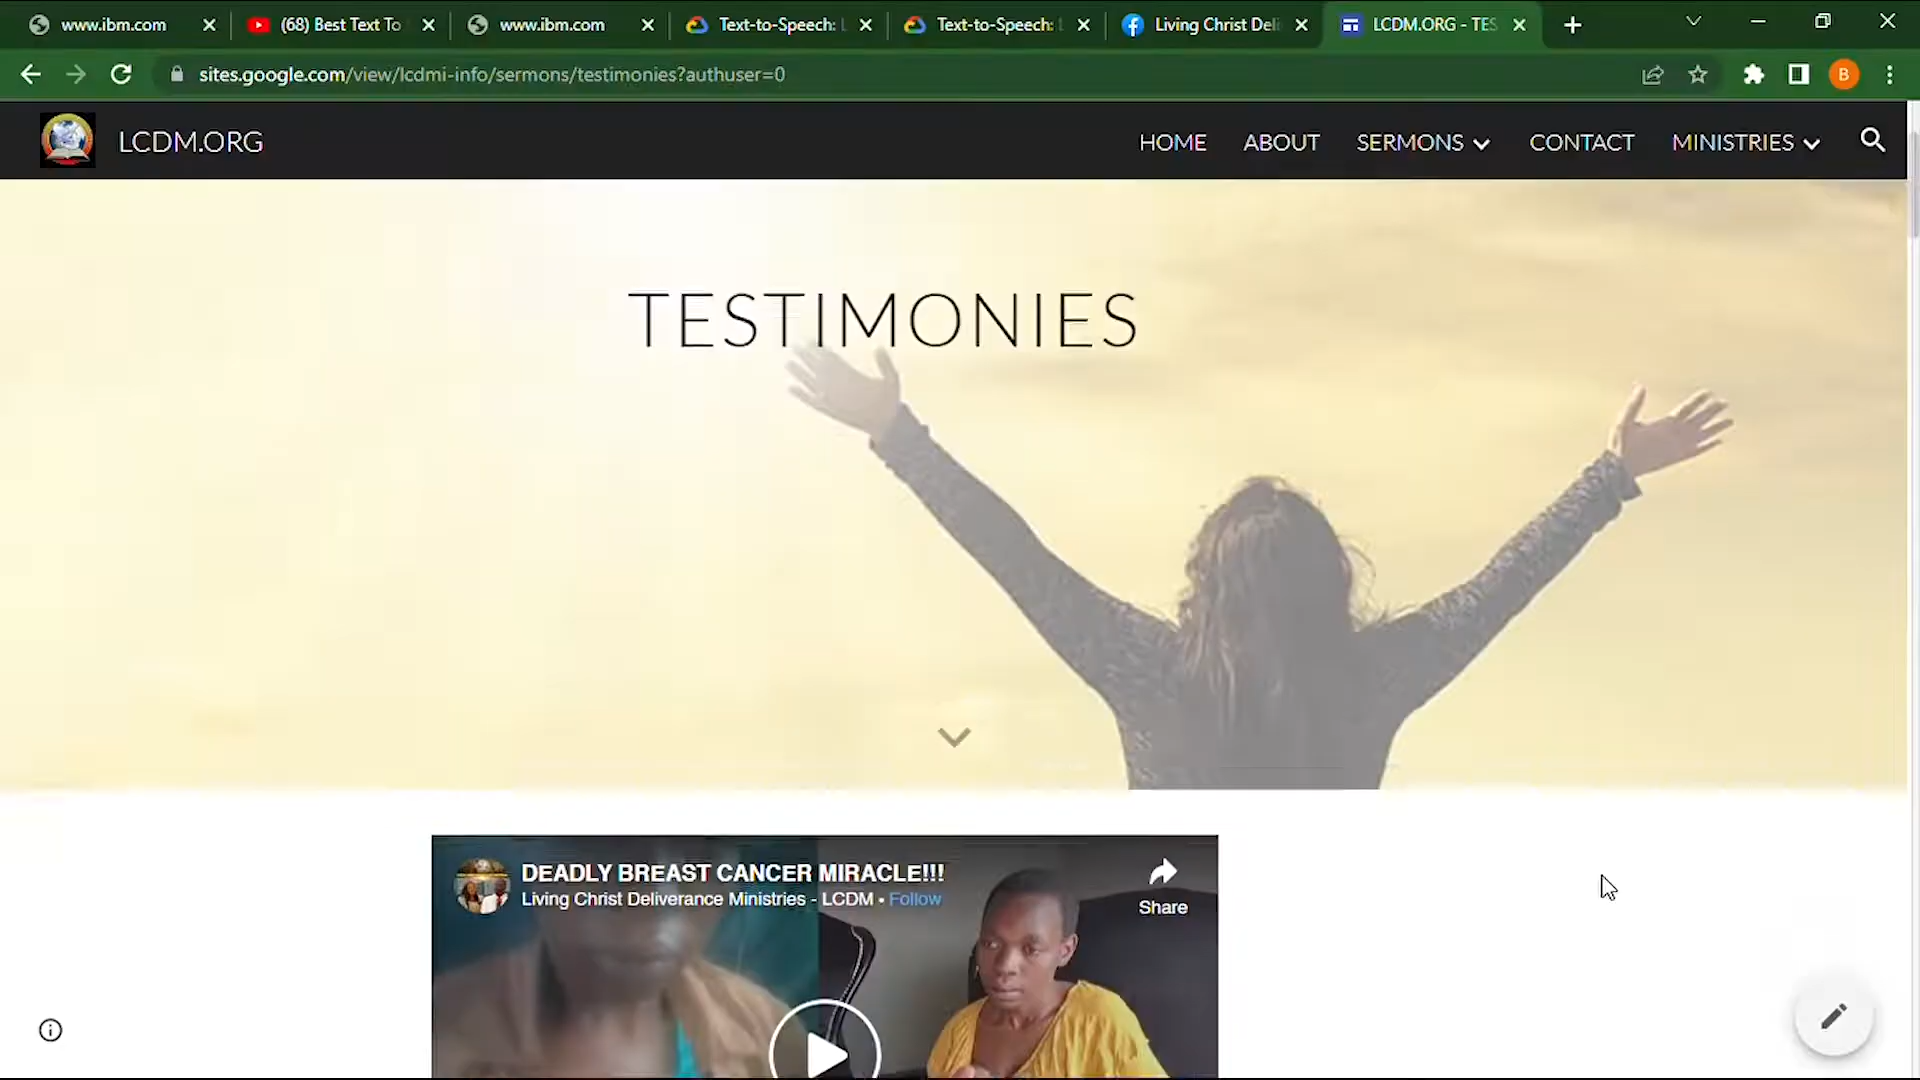 www.ibm.com
(68) Best Text To
www.ibm.com
Text-to-Speech:
Text-to-Speech:
Living Christ Deli
LCDM.ORG - TES
sites.google.com/view/lcdmi-info/sermons/testimonies?authuser=0
B
LCDM.ORG
HOME
ABOUT
SERMONS
CONTACT
MINISTRIES
TESTIMONIES
DEADLY BREAST CANCER MIRACLE!!!
Living Christ Deliverance Ministries - LCDM • Follow
Share